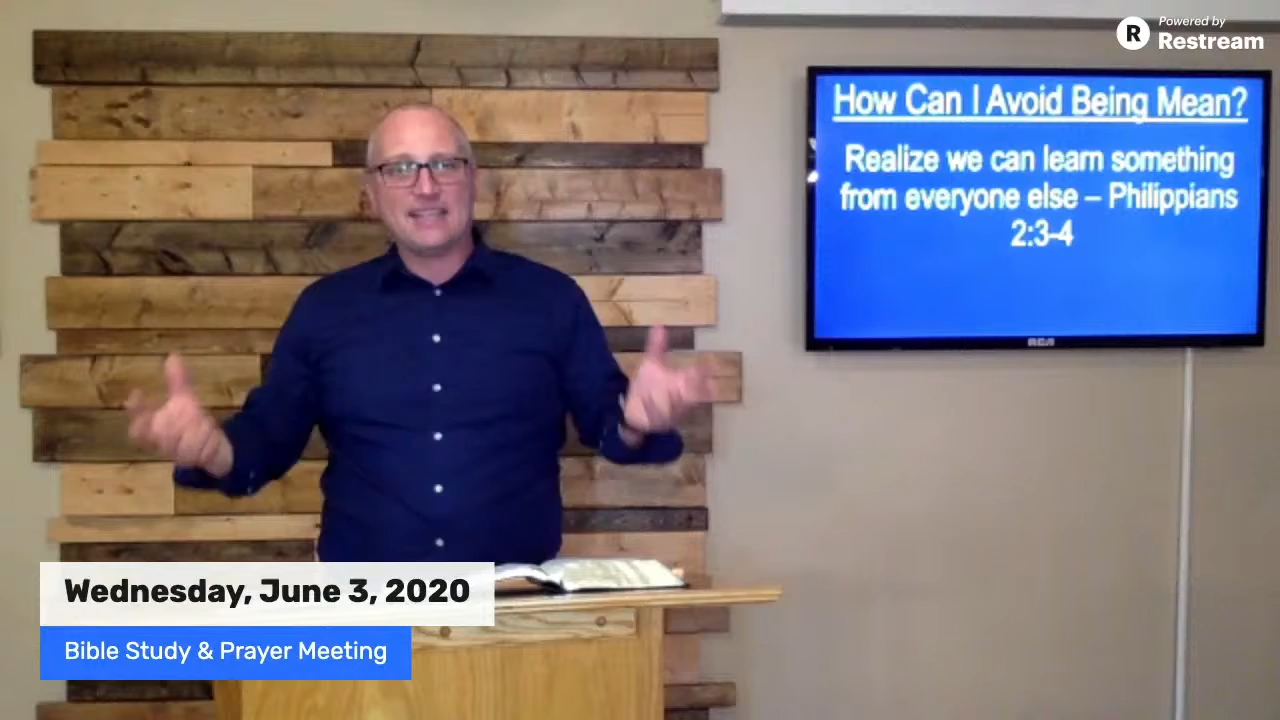 Powered by
R Restream
How Can I Avoid Being Mean?
Realize we can learn something
from everyone else – Philippians
2:3-4
RCA
Wednesday, June 3, 2020
Bible Study & Prayer Meeting